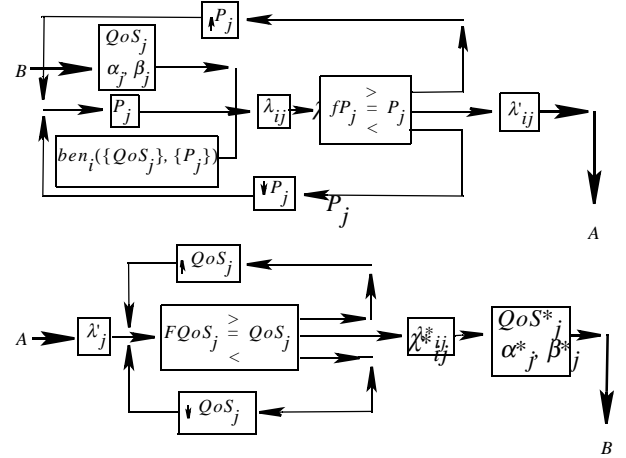 ↑P_j
QoS_j
α_j, β_j
B
P_j
λ_ij
λ
>
fP_j = P_j
<
λ'_ij
ben_i({QoS_j}, {P_j})
↓P_j
P_j
A
↑QoS_j
A
λ'_j
>
FQoS_j = QoS_j
<
λ*_ij
QoS*_j
α*_j, β*_j
↓QoS_j
B